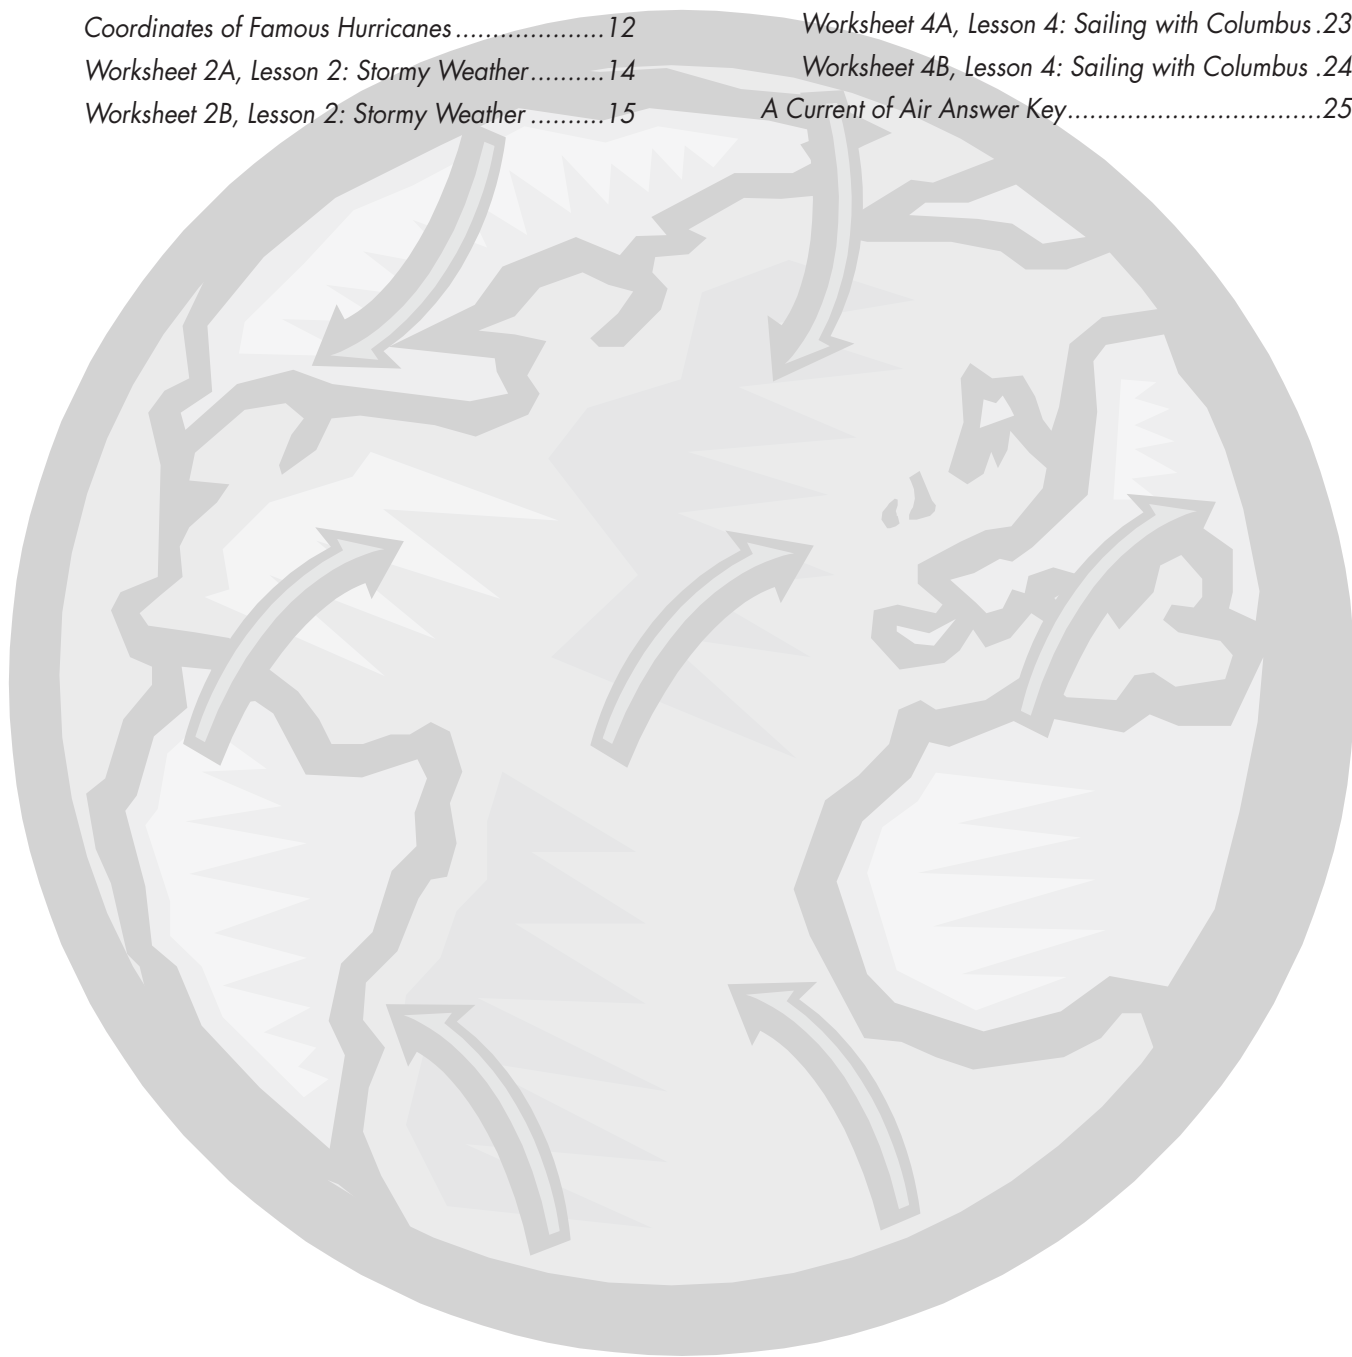 Coordinates of Famous Hurricanes....................12
Worksheet 2A, Lesson 2: Stormy Weather..........14
Worksheet 2B, Lesson 2: Stormy Weather ..........15
Worksheet 4A, Lesson 4: Sailing with Columbus .23
Worksheet 4B, Lesson 4: Sailing with Columbus .24
A Current of Air Answer Key..................................25